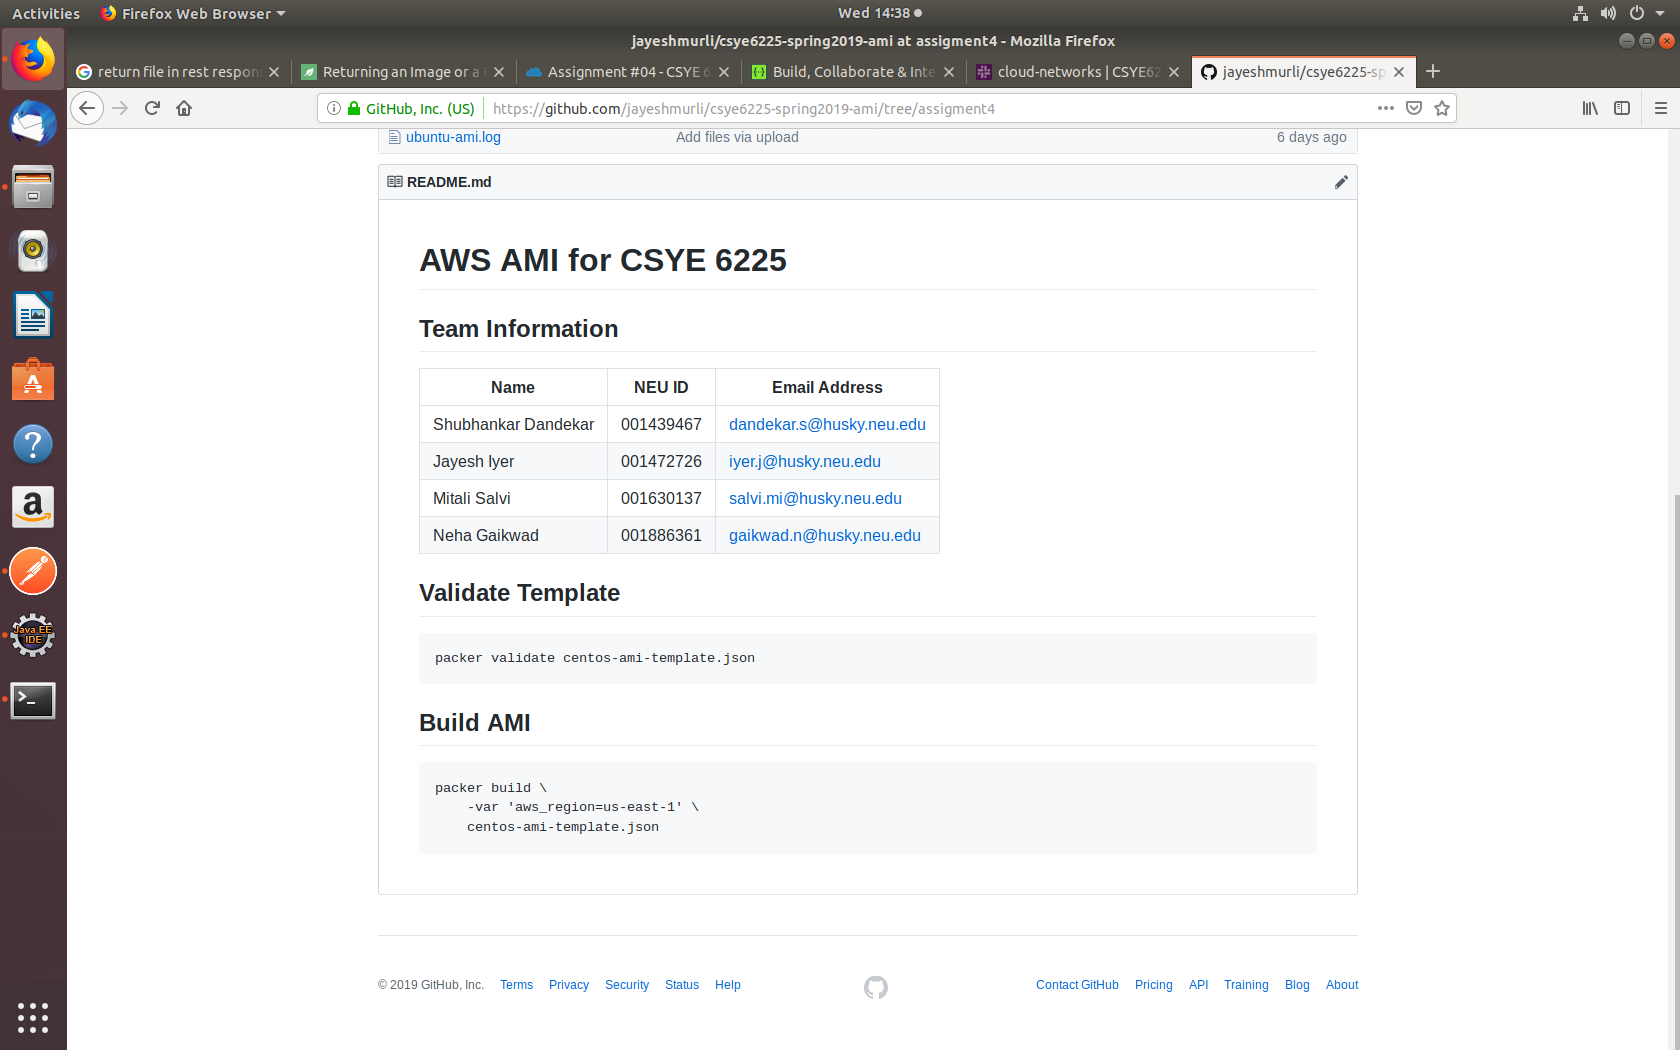 Activities Firefox Web Browser Wed 14:38
jayeshmurli/csye6225-spring2019-ami at assigment4 - Mozilla Firefox
return file in rest respon Returning an Image or a Assignment #04 - CSYE 6 Build, Collaborate & Inte cloud-networks | CSYE62 jayeshmurli/csye6225-sp
GitHub, Inc. (US) https://github.com/jayeshmurli/csye6225-spring2019-ami/tree/assigment4
ubuntu-ami.log Add files via upload 6 days ago
README.md
AWS AMI for CSYE 6225
Team Information
Name NEU ID Email Address
Shubhankar Dandekar 001439467 dandekar.s@husky.neu.edu
Jayesh Iyer 001472726 iyer.j@husky.neu.edu
Mitali Salvi 001630137 salvi.mi@husky.neu.edu
Neha Gaikwad 001886361 gaikwad.n@husky.neu.edu
Validate Template
packer validate centos-ami-template.json
Build AMI
packer build \
-var 'aws_region=us-east-1' \
centos-ami-template.json
© 2019 GitHub, Inc. Terms Privacy Security Status Help Contact GitHub Pricing API Training Blog About
Java EE
IDE